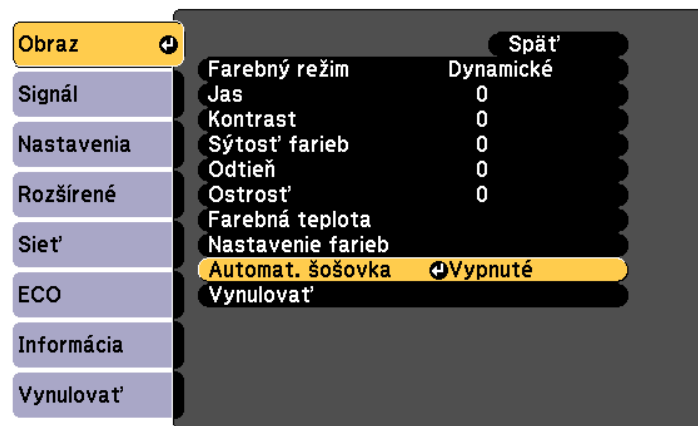 Obraz
Signál
Nastavenia
Rozšírené
Sieť
ECO
Informácia
Vynulovať
Späť
Farebný režim Dynamické
Jas 0
Kontrast 0
Sýtosť farieb 0
Odtieň 0
Ostrosť 0
Farebná teplota
Nastavenie farieb
Automat. šošovka Vypnuté
Vynulovať